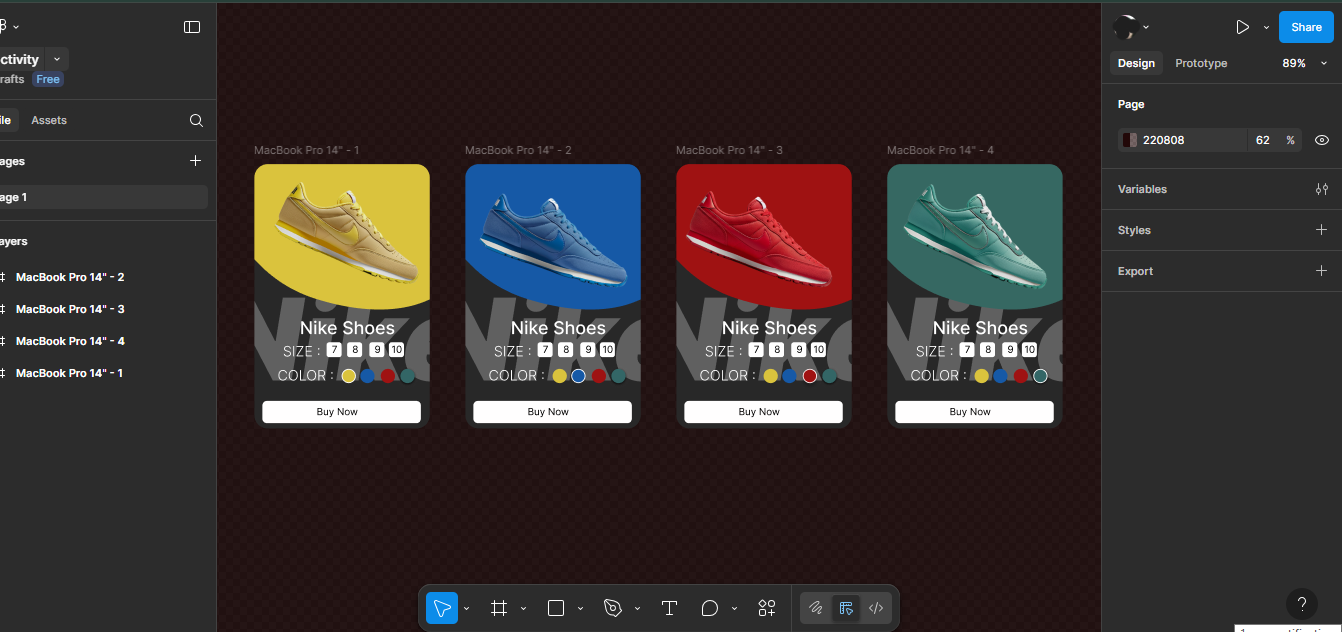 ctivity
rafts Free
ile Assets
ages
age 1
ayers
MacBook Pro 14" - 2
MacBook Pro 14" - 3
MacBook Pro 14" - 4
MacBook Pro 14" - 1
MacBook Pro 14" - 1
Nike
Nike Shoes
SIZE : 7 8 9 10
COLOR :
Buy Now
MacBook Pro 14" - 2
Nike
Nike Shoes
SIZE : 7 8 9 10
COLOR :
Buy Now
MacBook Pro 14" - 3
Nike
Nike Shoes
SIZE : 7 8 9 10
COLOR :
Buy Now
MacBook Pro 14" - 4
Nike
Nike Shoes
SIZE : 7 8 9 10
COLOR :
Buy Now
Share
Design Prototype 89%
Page
220808 62 %
Variables
Styles
Export
?